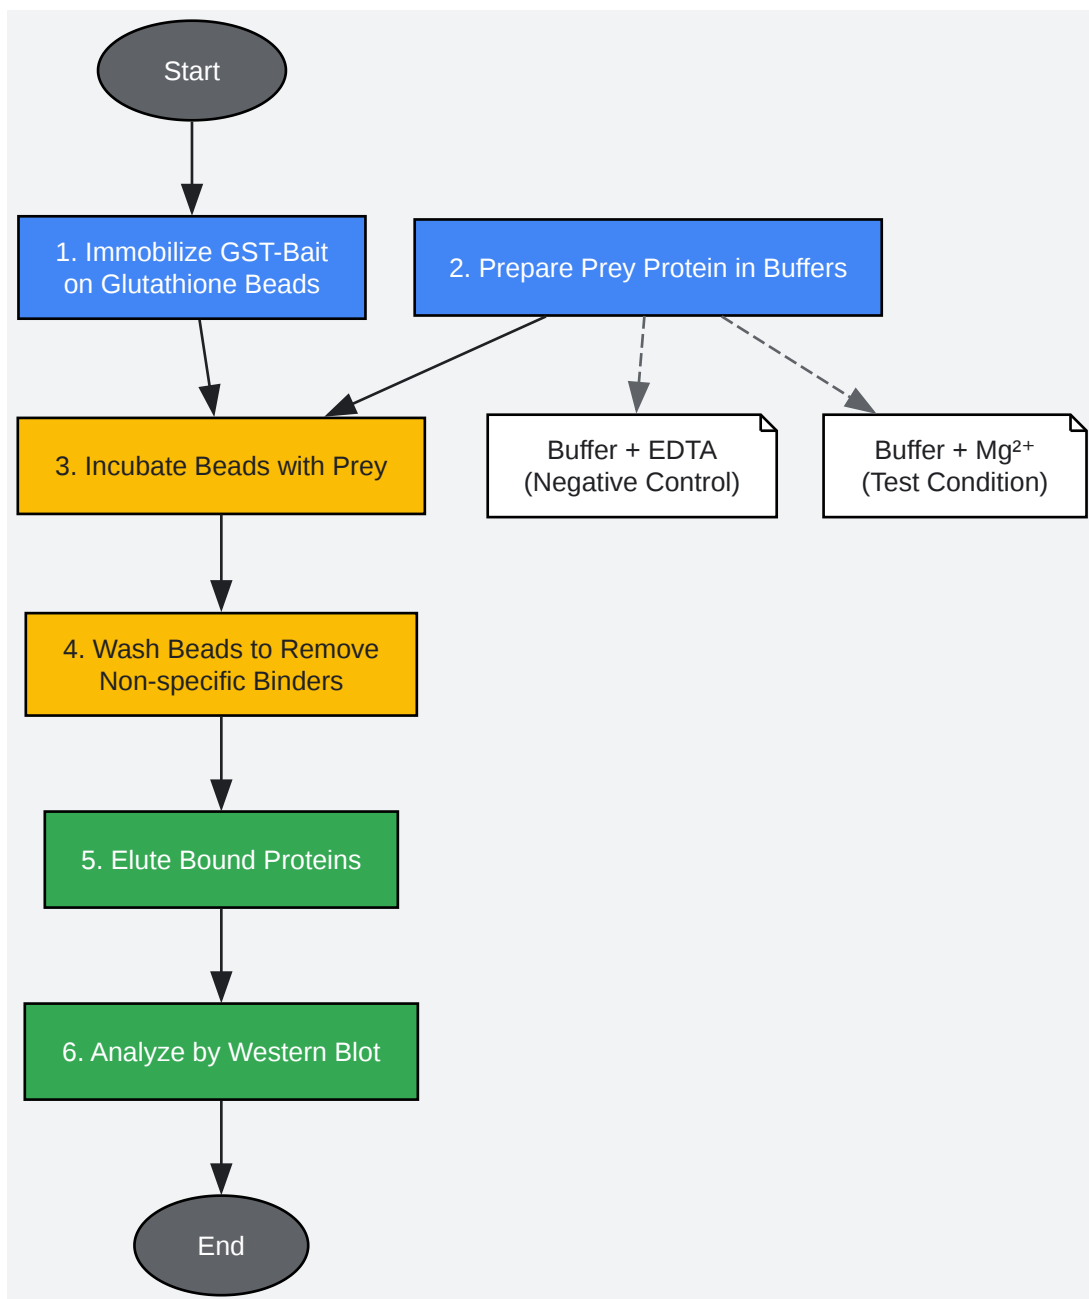 Start
1. Immobilize GST-Bait
on Glutathione Beads
2. Prepare Prey Protein in Buffers
3. Incubate Beads with Prey
Buffer + EDTA
(Negative Control)
Buffer + Mg²⁺
(Test Condition)
4. Wash Beads to Remove
Non-specific Binders
5. Elute Bound Proteins
6. Analyze by Western Blot
End